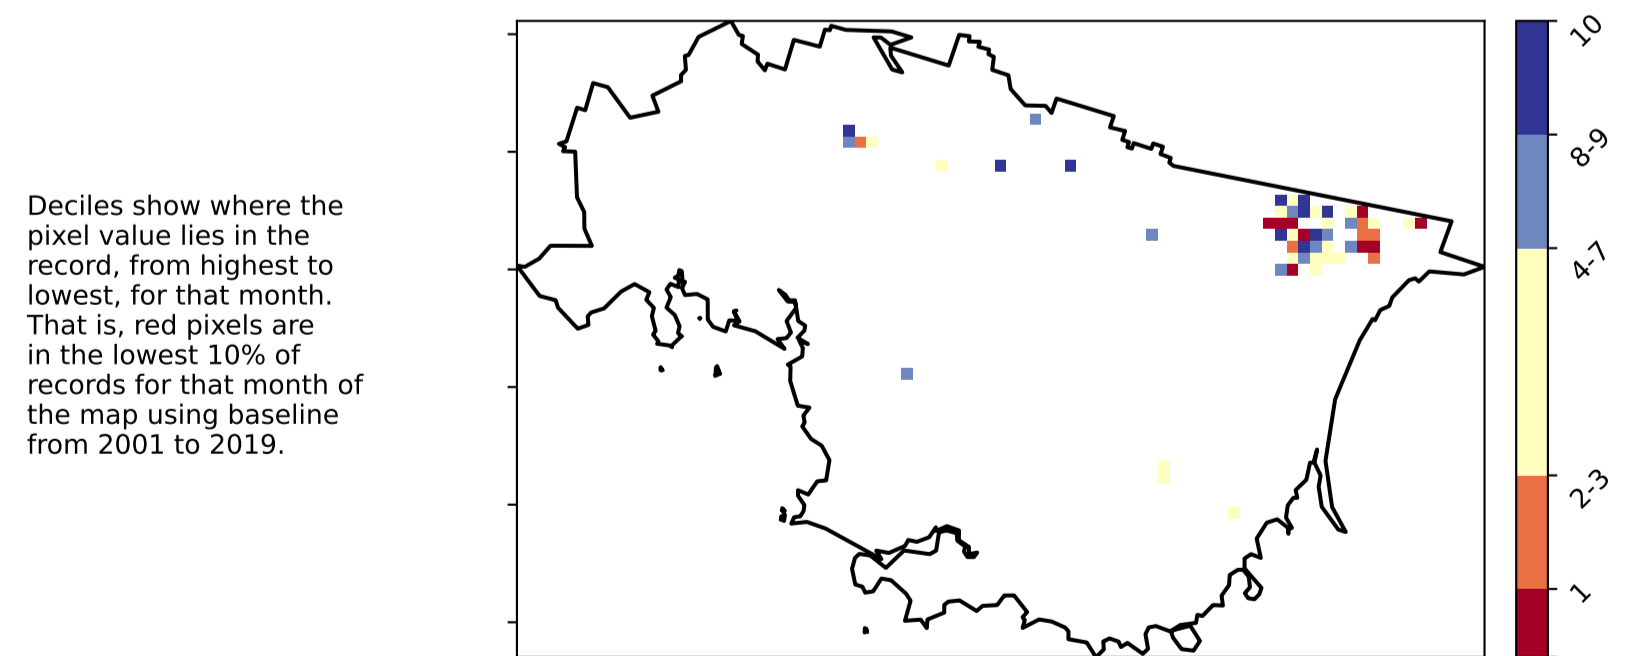 Deciles show where the
pixel value lies in the
record, from highest to
lowest, for that month.
That is, red pixels are
in the lowest 10% of
records for that month of
the map using baseline
from 2001 to 2019.
10
8-9
4-7
2-3
1